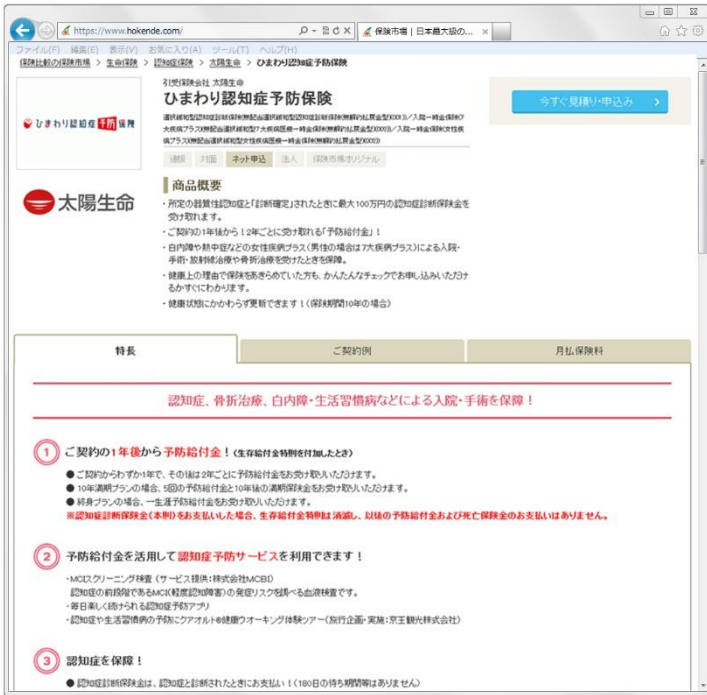 https://www.hokende.com/
保険市場 | 日本最大級の...
ファイル(F) 編集(E) 表示(V) お気に入り(A) ツール(T) ヘルプ(H)
保険比較の保険市場 > 生命保険 > 認知症保険 > 太陽生命 > ひまわり認知症予防保険
引受保険会社 太陽生命
ひまわり認知症予防保険
ひまわり認知症予防保険
今すぐ見積り・申込み
通販 対面 ネット申込 法人 保険市場オリジナル
太陽生命
商品概要
・所定の器質性認知症と「診断確定」されたときに最大100万円の認知症診断保険金を
受け取れます。
・ご契約の1年後から!2年ごとに受け取れる「予防給付金」!
・白内障や熱中症などの女性疾病プラス(男性の場合は7大疾病プラス)による入院・
手術・放射線治療や骨折治療を受けたときを保障。
・健康上の理由で保険をあきらめていた方も、かんたんなチェックでお申し込みいただけ
るかすぐにわかります。
・健康状態にかかわらず更新できます!(保険期間10年の場合)
特長
ご契約例
月払保険料
認知症、骨折治療、白内障・生活習慣病などによる入院・手術を保障!
1 ご契約の1年後から予防給付金!(生存給付金特則を付加したとき)
●ご契約からわずか1年で、その後は2年ごとに予防給付金をお受け取りいただけます。
●10年満期プランの場合、5回の予防給付金と10年後の満期保険金をお受け取りいただけます。
●終身プランの場合、一生涯予防給付金をお受け取りいただけます。
※認知症診断保険金(本則)をお支払いした場合、生存給付金特則は消滅し、以後の予防給付金および死亡保険金のお支払いはありません。
2 予防給付金を活用して認知症予防サービスを利用できます!
・MCIスクリーニング検査(サービス提供:株式会社MCBI)
認知症の前段階であるMCI(軽度認知障害)の発症リスクを調べる血液検査です。
・毎日楽しく続けられる認知症予防アプリ
・認知症や生活習慣病の予防にクアオルト®健康ウオーキング体験ツアー(旅行企画・実施:京王観光株式会社)
3 認知症を保障!
●認知症診断保険金は、認知症と診断されたときにお支払い!(180日の待ち期間等はありません)